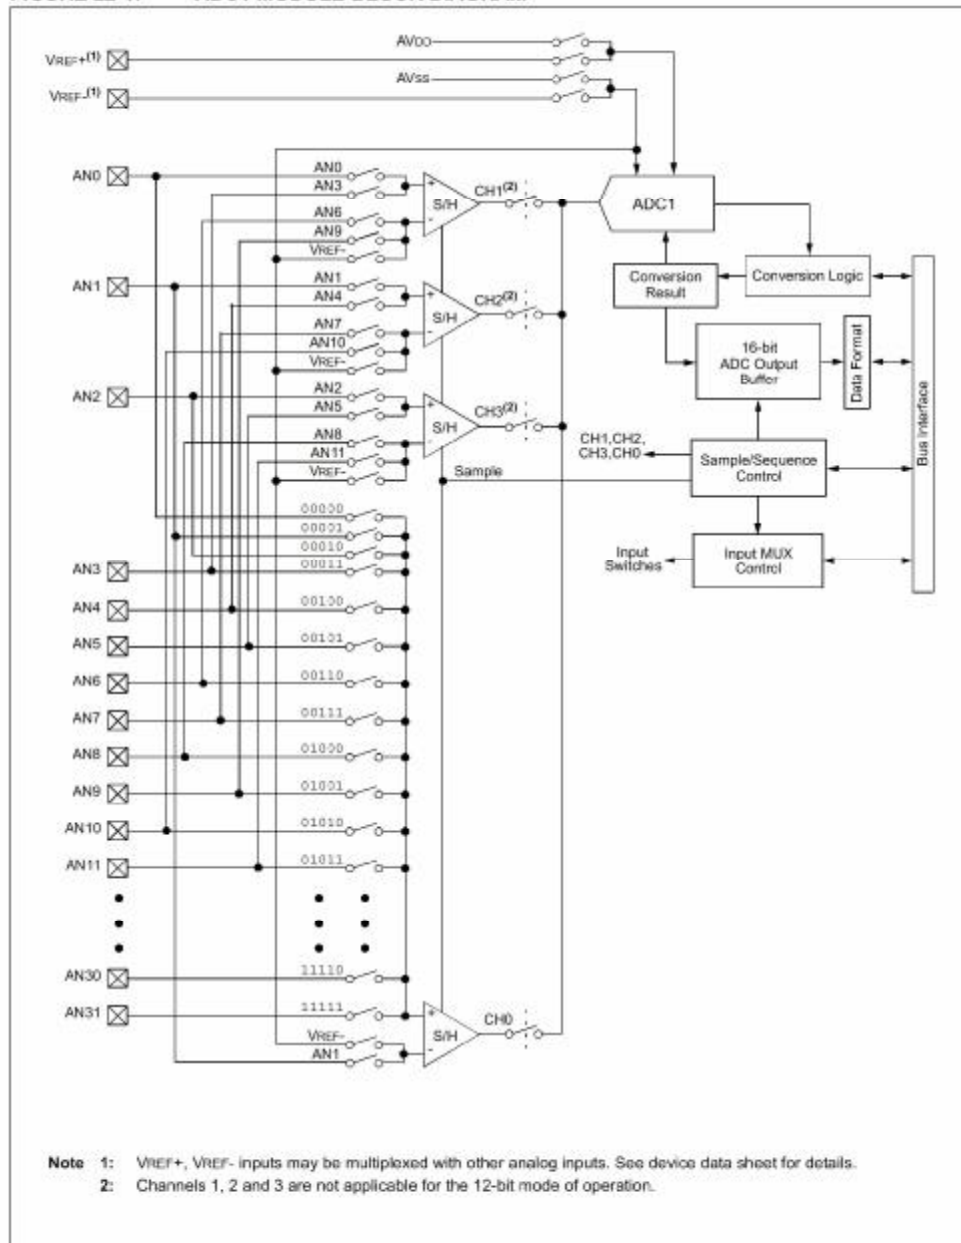 VREF+(1)
AVDD
VREF-(1)
AVSS
AN0
AN0
AN3
AN6
AN9
VREF-
+
-
S/H
CH1(2)
ADC1
AN1
AN1
AN4
AN7
AN10
VREF-
+
-
S/H
CH2(2)
Conversion
Result
Conversion Logic
16-bit
ADC Output
Buffer
Data Format
Bus Interface
AN2
AN2
AN5
AN8
AN11
VREF-
+
-
S/H
CH3(2)
CH1,CH2,
CH3,CH0
Sample/Sequence
Control
Sample
Input
Switches
Input MUX
Control
00000
00001
00010
AN3 00011
AN4 00100
AN5 00101
AN6 00110
AN7 00111
AN8 01000
AN9 01001
AN10 01010
AN11 01011
AN30 11110
AN31 11111
VREF-
AN1
+
-
S/H
CH0
Note 1: VREF+, VREF- inputs may be multiplexed with other analog inputs. See device data sheet for details.
2: Channels 1, 2 and 3 are not applicable for the 12-bit mode of operation.